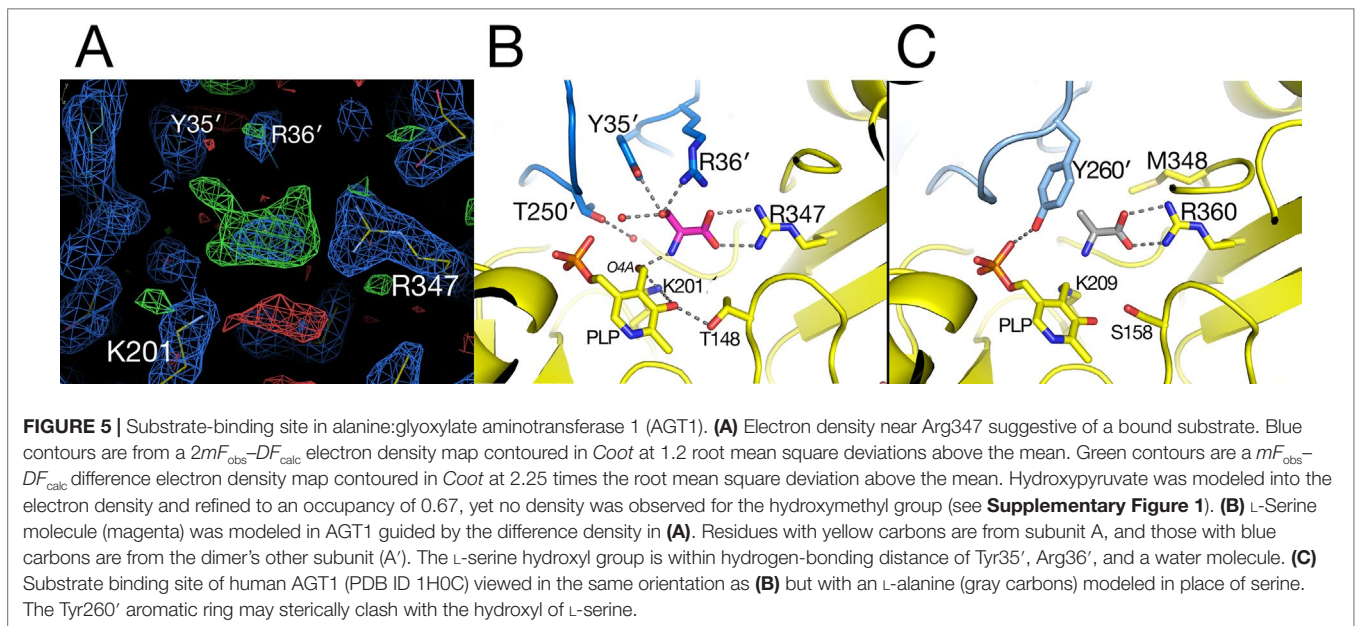 A
B
C
Y35′
R36′
R347
K201
Y35′
R36′
T250′
R347
O4A
K201
PLP
T148
Y260′
M348
R360
K209
PLP
S158
FIGURE 5 | Substrate-binding site in alanine:glyoxylate aminotransferase 1 (AGT1). (A) Electron density near Arg347 suggestive of a bound substrate. Blue
contours are from a 2mFobs–DFcalc electron density map contoured in Coot at 1.2 root mean square deviations above the mean. Green contours are a mFobs–
DFcalc difference electron density map contoured in Coot at 2.25 times the root mean square deviation above the mean. Hydroxypyruvate was modeled into the
electron density and refined to an occupancy of 0.67, yet no density was observed for the hydroxymethyl group (see Supplementary Figure 1). (B) L-Serine
molecule (magenta) was modeled in AGT1 guided by the difference density in (A). Residues with yellow carbons are from subunit A, and those with blue
carbons are from the dimer's other subunit (A′). The L-serine hydroxyl group is within hydrogen-bonding distance of Tyr35′, Arg36′, and a water molecule. (C)
Substrate binding site of human AGT1 (PDB ID 1H0C) viewed in the same orientation as (B) but with an L-alanine (gray carbons) modeled in place of serine.
The Tyr260′ aromatic ring may sterically clash with the hydroxyl of L-serine.